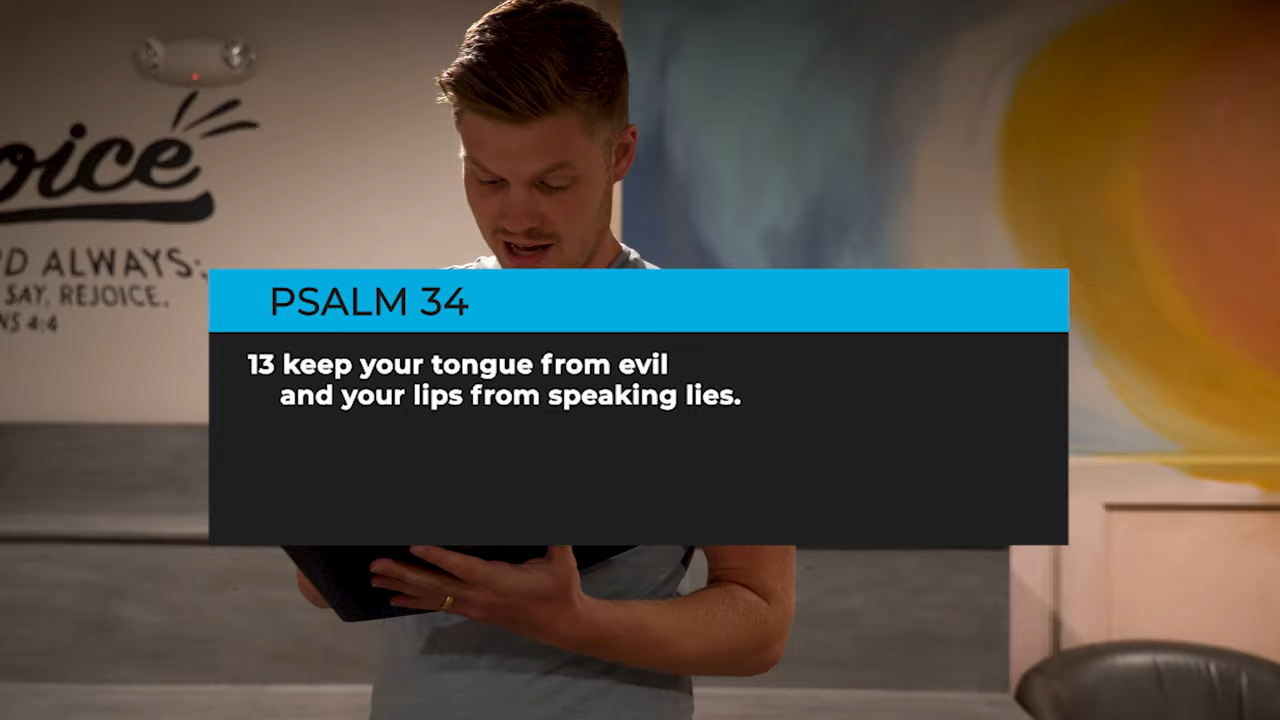 oice
RD ALWAYS;
SAY, REJOICE.
NS 4:4
PSALM 34
13 keep your tongue from evil
and your lips from speaking lies.